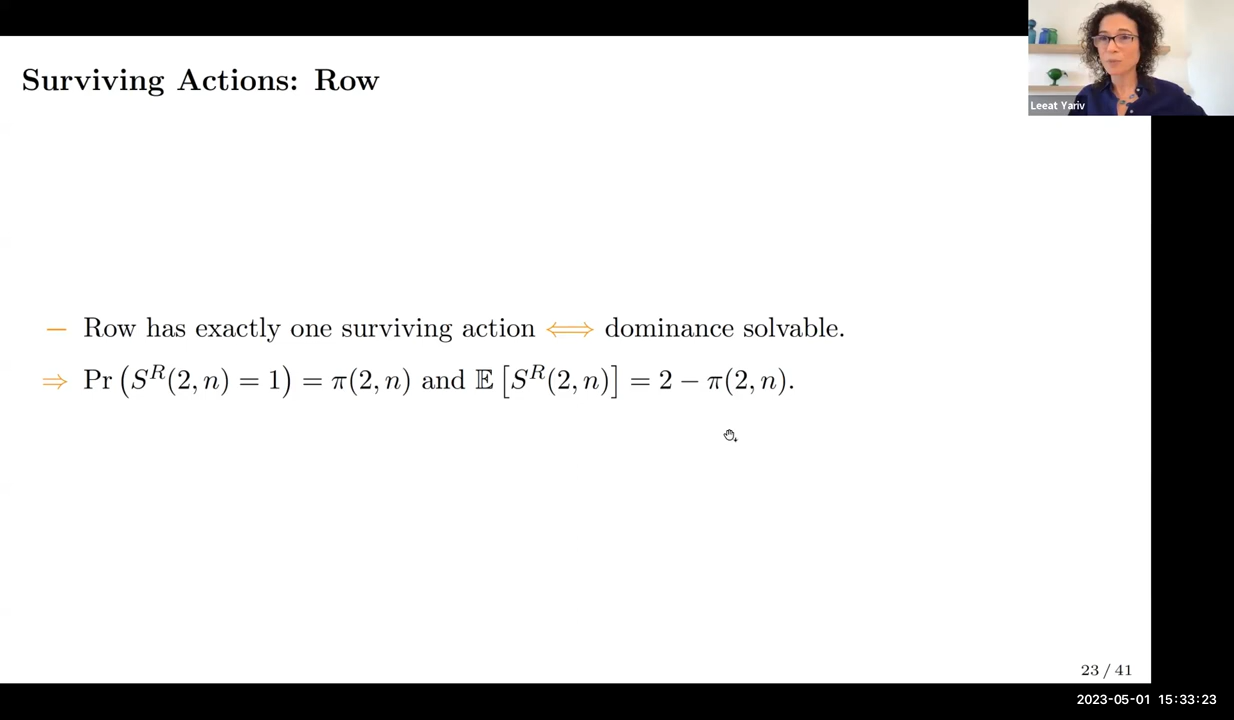 Surviving Actions: Row
Leeat Yariv
− Row has exactly one surviving action ⟺ dominance solvable.
⇒ Pr (S^R(2, n) = 1) = π(2, n) and 𝔼 [S^R(2, n)] = 2 − π(2, n).
23 / 41
2023-05-01 15:33:23